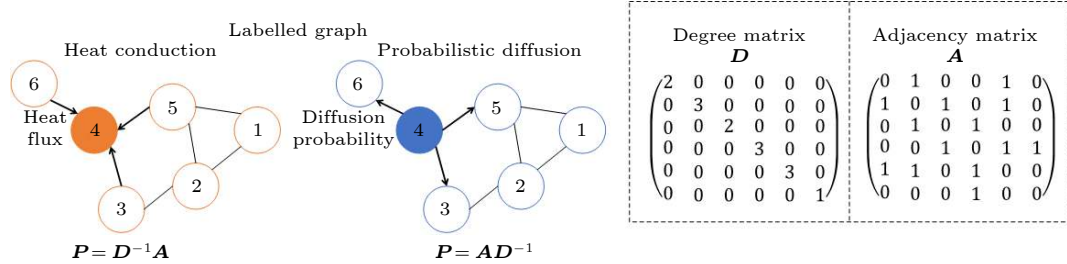 Labelled graph
Heat conduction
6
4
5
1
2
3
Heat
flux
P = D⁻¹A
Probabilistic diffusion
6
4
5
1
2
3
Diffusion
probability
P = AD⁻¹
Degree matrix
D
2 0 0 0 0 0
0 3 0 0 0 0
0 0 2 0 0 0
0 0 0 3 0 0
0 0 0 0 3 0
0 0 0 0 0 1
Adjacency matrix
A
0 1 0 0 1 0
1 0 1 0 1 0
0 1 0 1 0 0
0 0 1 0 1 1
1 1 0 1 0 0
0 0 0 1 0 0